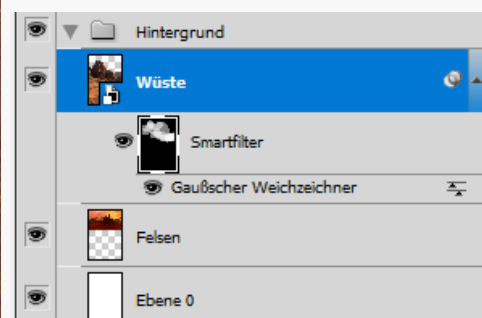 Hintergrund
Wüste
Smartfilter
Gaußscher Weichzeichner
Felsen
Ebene 0